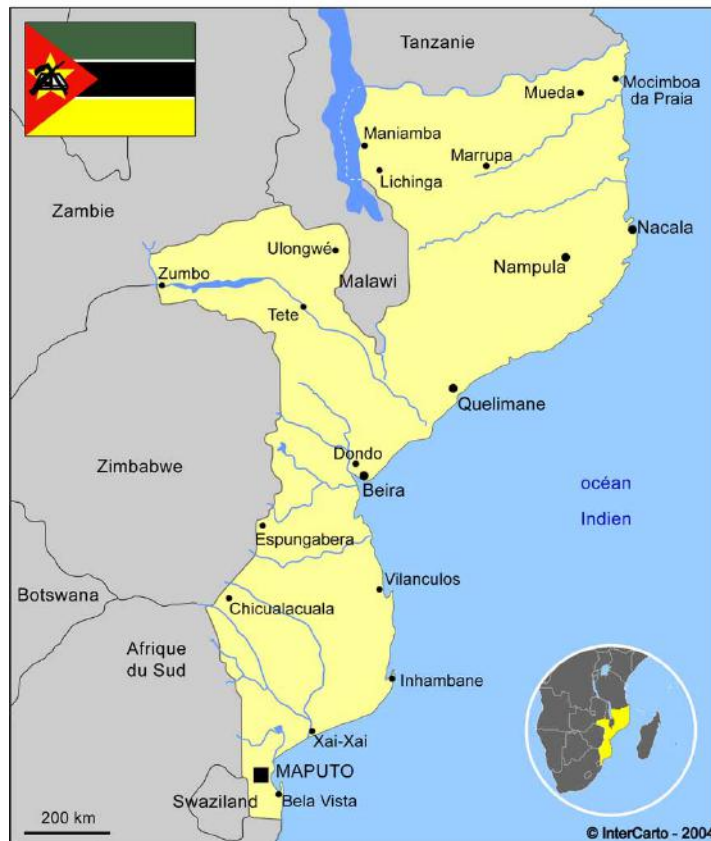 Tanzanie
Mueda
Mocimboa
da Praia
Maniamba
Marrupa
Lichinga
Zambie
Nacala
Ulongwé
Nampula
Malawi
Zumbo
Tete
Quelimane
Dondo
Zimbabwe
Beira
océan
Indien
Espungabera
Vilanculos
Botswana
Chicualacuala
Afrique
du Sud
Inhambane
Xai-Xai
MAPUTO
Swaziland
Bela Vista
200 km
© InterCarto - 2004